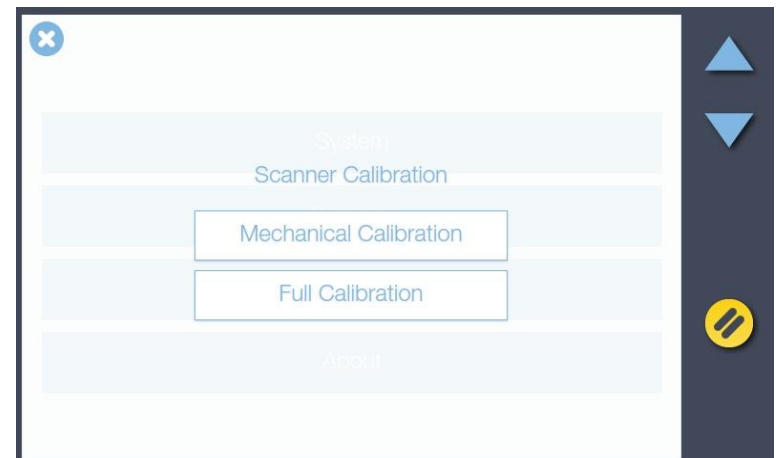 System
Scanner Calibration
Mechanical Calibration
Full Calibration
About